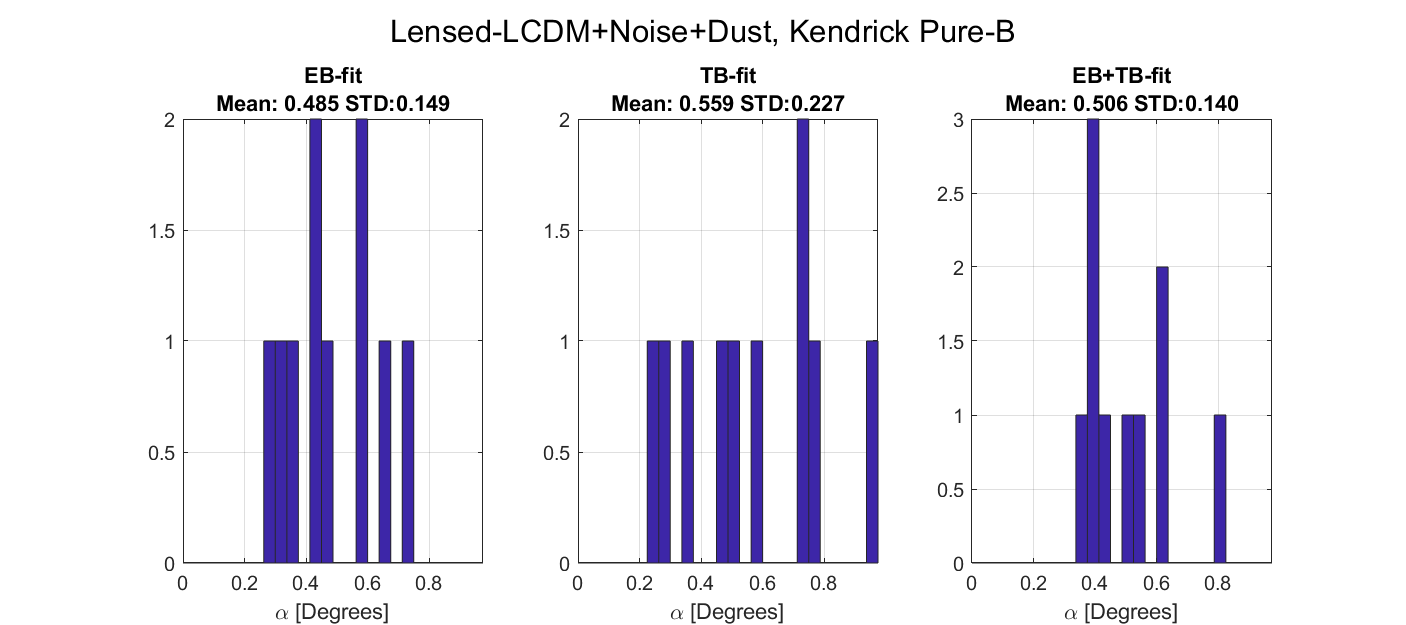 Lensed-LCDM+Noise+Dust, Kendrick Pure-B
EB-fit
Mean: 0.485 STD:0.149
2
1.5
1
0.5
0
0 0.2 0.4 0.6 0.8
α [Degrees]
TB-fit
Mean: 0.559 STD:0.227
2
1.5
1
0.5
0
0 0.2 0.4 0.6 0.8
α [Degrees]
EB+TB-fit
Mean: 0.506 STD:0.140
3
2.5
2
1.5
1
0.5
0
0 0.2 0.4 0.6 0.8
α [Degrees]